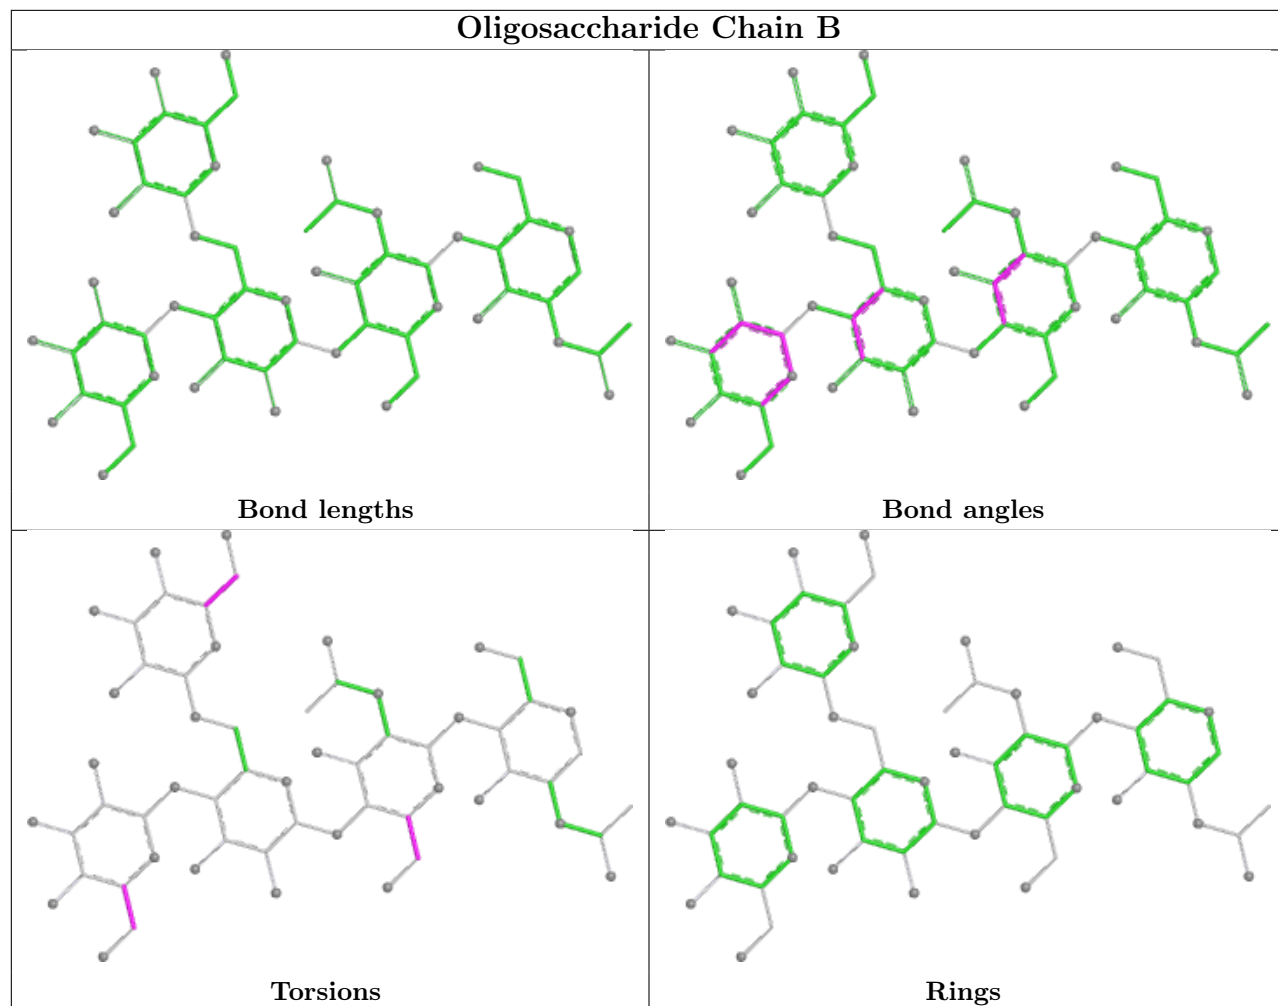 Oligosaccharide Chain B
Bond lengths
Bond angles
Torsions
Rings